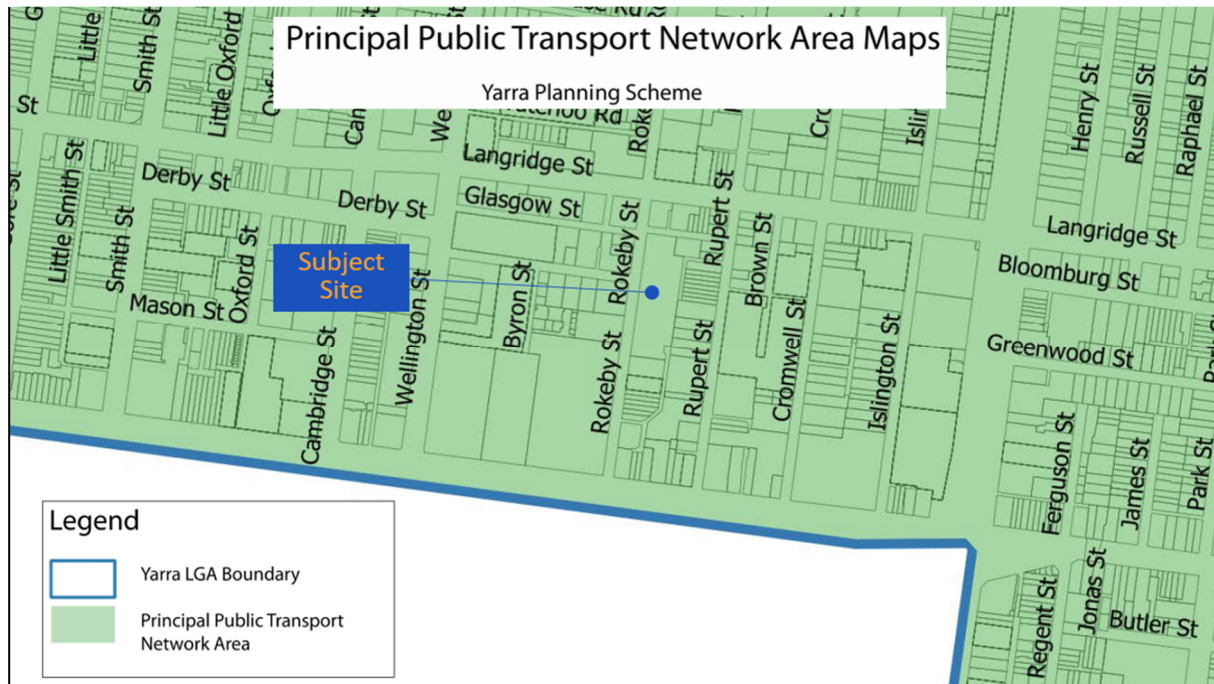 Principal Public Transport Network Area Maps
Yarra Planning Scheme
Little
Smith St
Little Oxford
St
Langridge St
Henry St
Russell St
Raphael St
Derby St
Derby St
Glasgow St
Little Smith St
Smith St
Oxford St
Rokeby St
Rupert St
Brown St
Langridge St
Bloomburg St
Subject
Site
Mason St
Wellington St
Byron St
Greenwood St
Cambridge St
Rokeby St
Rupert St
Cromwell St
Islington St
Ferguson St
James St
Park St
Legend
Yarra LGA Boundary
Principal Public Transport
Network Area
Regent St
Jonas St
Butler St